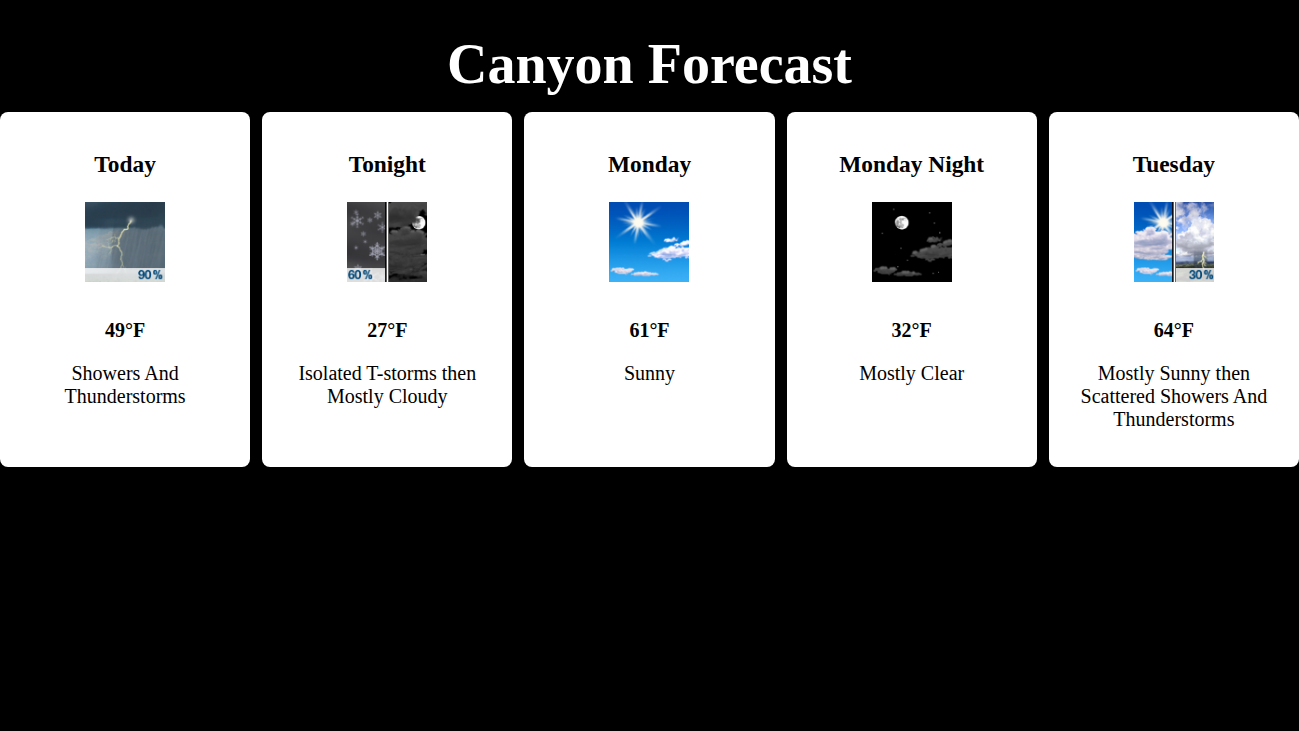 Canyon Forecast
Today
90 %
49°F
Showers And
Thunderstorms
Tonight
60 %
27°F
Isolated T-storms then
Mostly Cloudy
Monday
61°F
Sunny
Monday Night
32°F
Mostly Clear
Tuesday
30 %
64°F
Mostly Sunny then
Scattered Showers And
Thunderstorms